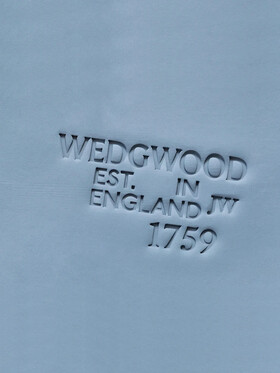 WEDGWOOD
EST. IN
ENGLAND JW
1759